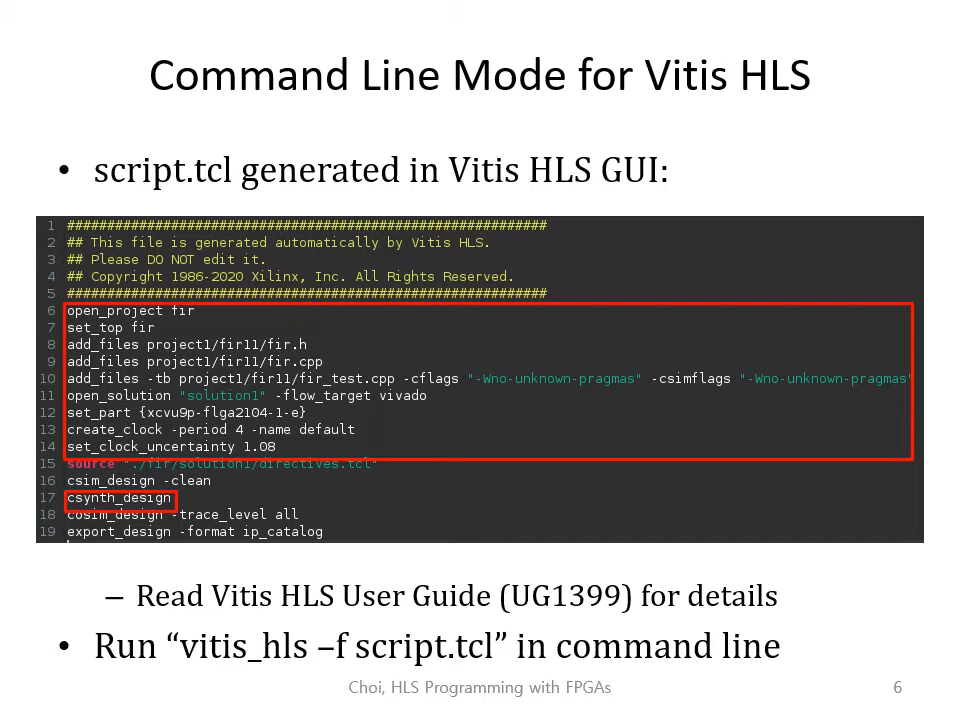 Command Line Mode for Vitis HLS
• script.tcl generated in Vitis HLS GUI:
1 ############################################################
2 ## This file is generated automatically by Vitis HLS.
3 ## Please DO NOT edit it.
4 ## Copyright 1986-2020 Xilinx, Inc. All Rights Reserved.
5 ############################################################
6 open_project fir
7 set_top fir
8 add_files project1/fir11/fir.h
9 add_files project1/fir11/fir.cpp
10 add_files -tb project1/fir11/fir_test.cpp -cflags "-Wno-unknown-pragmas" -csimflags "-Wno-unknown-pragmas"
11 open_solution "solution1" -flow_target vivado
12 set_part {xcvu9p-flga2104-1-e}
13 create_clock -period 4 -name default
14 set_clock_uncertainty 1.08
15 source "./fir/solution1/directives.tcl"
16 csim_design -clean
17 csynth_design
18 cosim_design -trace_level all
19 export_design -format ip_catalog
– Read Vitis HLS User Guide (UG1399) for details
• Run “vitis_hls –f script.tcl” in command line
Choi, HLS Programming with FPGAs
6